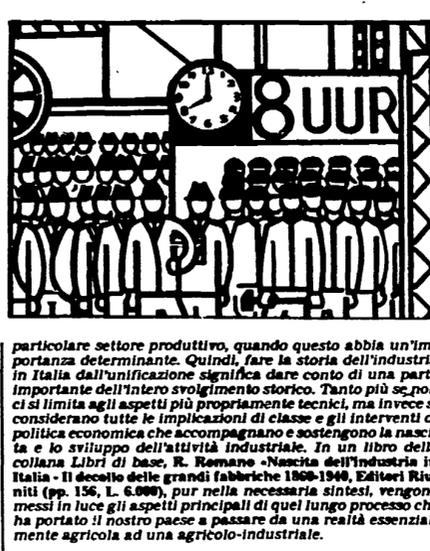 8 UUR
particolare settore produttivo, quando questo abbia un'im
portanza determinante. Quindi, fare la storia dell'industri
in Italia dall'unificazione significa dare conto di una part
importante dell'intero svolgimento storico. Tanto più se noi
ci si limita agli aspetti più propriamente tecnici, ma invece s
considerano tutte le implicazioni di classe e gli interventi d
politica economica che accompagnano e sostengono la nasci
ta e lo sviluppo dell'attività industriale. In un libro dell
collana Libri di base, R. Romano «Nascita dell'industria i
Italia - Il decollo delle grandi fabbriche 1860-1940, Editori Riu
niti (pp. 156, L. 6.000), pur nella necessaria sintesi, vengon
messi in luce gli aspetti principali di quel lungo processo ch
ha portato il nostro paese a passare da una realtà essenzial
mente agricola ad una agricolo-industriale.